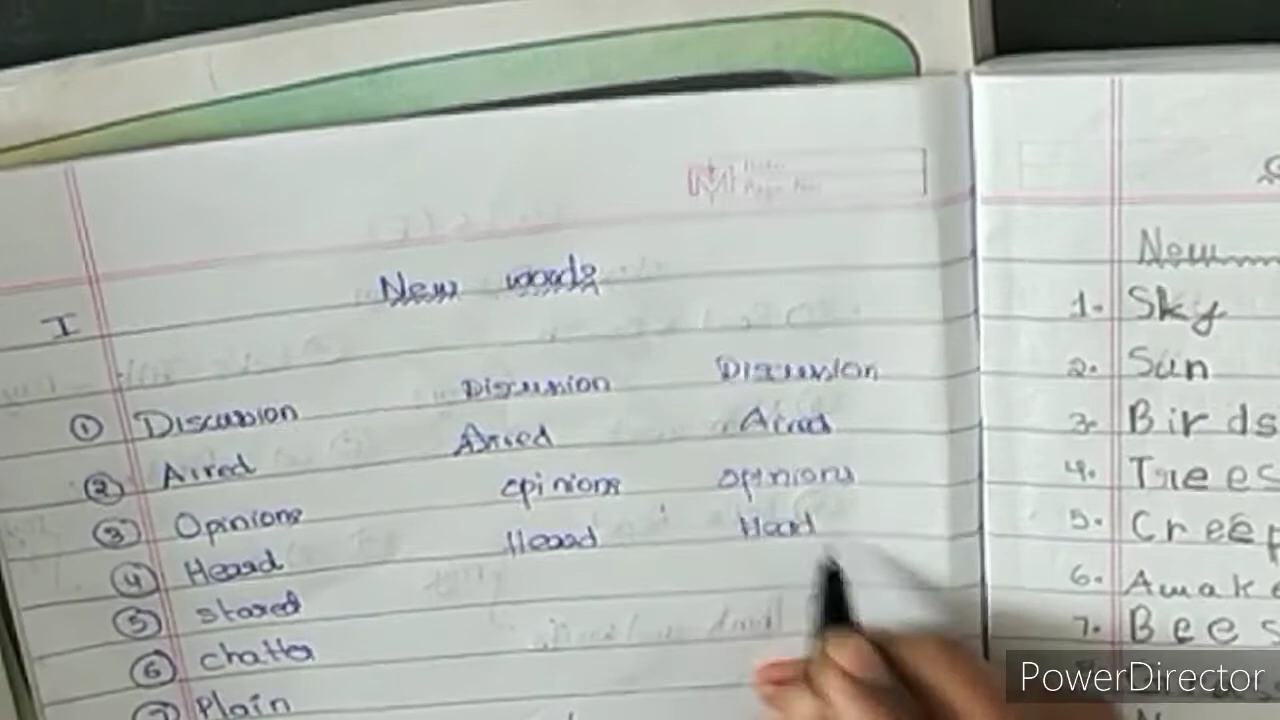 New words
I
① Discussion Discussion Discussion
② Aired Aired Aired
③ Opinions opinions opinions
④ Heard Heard Heard
⑤ stared
⑥ chatter
⑦ Plain
New
1. Sky
2. Sun
3. Birds
4. Trees
5. Creep
6. Awake
7. Bees
PowerDirector